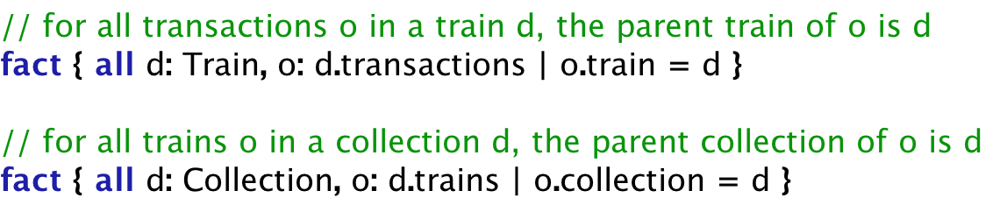 // for all transactions o in a train d, the parent train of o is d
fact { all d: Train, o: d.transactions | o.train = d }
// for all trains o in a collection d, the parent collection of o is d
fact { all d: Collection, o: d.trains | o.collection = d }